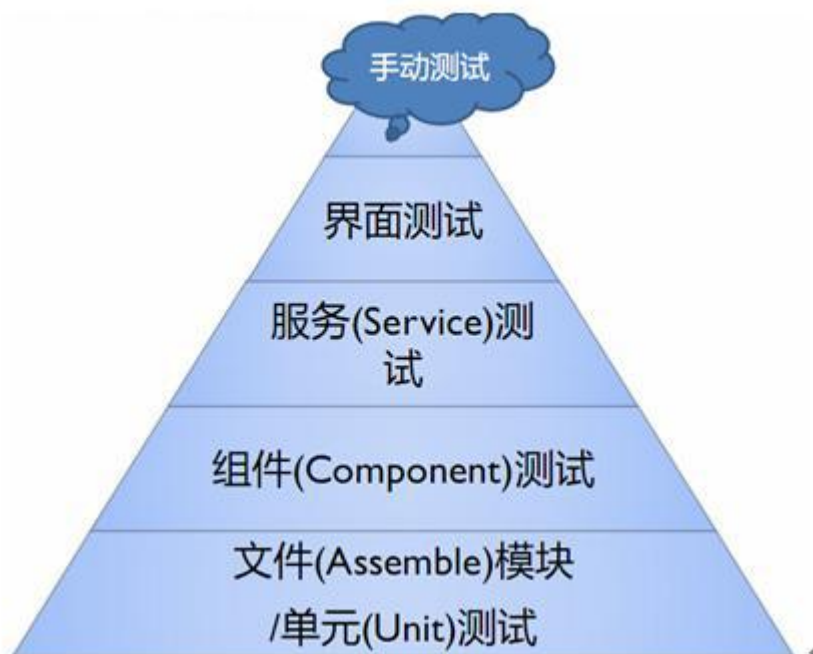 手动测试
界面测试
服务(Service)测
试
组件(Component)测试
文件(Assemble)模块
/单元(Unit)测试